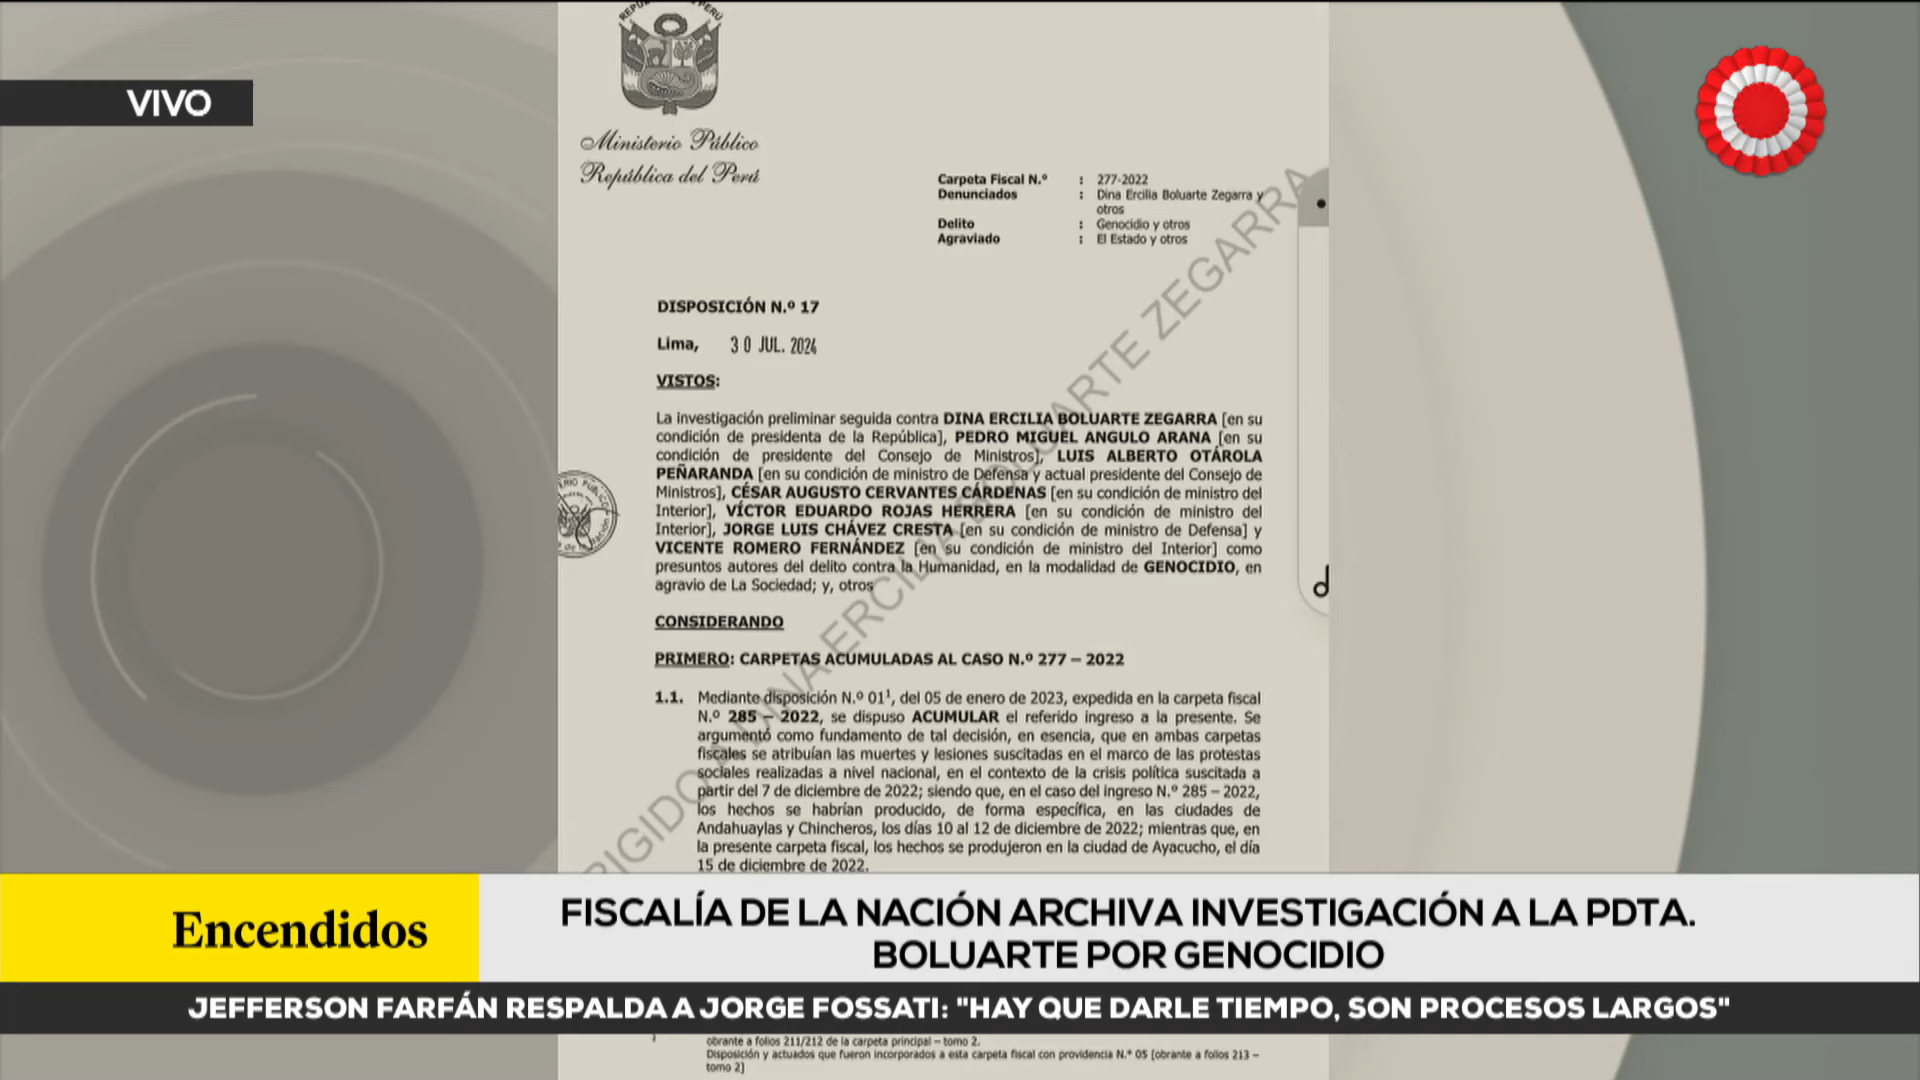 VIVO
REPÚBLICA DEL PERÚ
Ministerio Público
República del Perú
Carpeta Fiscal N.º : 277-2022
Denunciados : Dina Ercilia Boluarte Zegarra y
otros
Delito : Genocidio y otros
Agraviado : El Estado y otros
DISPOSICIÓN N.º 17
Lima, 30 JUL. 2024
VISTOS:
La investigación preliminar seguida contra DINA ERCILIA BOLUARTE ZEGARRA [en su
condición de presidenta de la República], PEDRO MIGUEL ANGULO ARANA [en su
condición de presidente del Consejo de Ministros], LUIS ALBERTO OTÁROLA
PEÑARANDA [en su condición de ministro de Defensa y actual presidente del Consejo de
Ministros], CÉSAR AUGUSTO CERVANTES CÁRDENAS [en su condición de ministro del
Interior], VÍCTOR EDUARDO ROJAS HERRERA [en su condición de ministro del
Interior], JORGE LUIS CHÁVEZ CRESTA [en su condición de ministro de Defensa] y
VICENTE ROMERO FERNÁNDEZ [en su condición de ministro del Interior] como
presuntos autores del delito contra la Humanidad, en la modalidad de GENOCIDIO, en
agravio de La Sociedad; y, otros
CONSIDERANDO
PRIMERO: CARPETAS ACUMULADAS AL CASO N.º 277 – 2022
1.1. Mediante disposición N.º 01¹, del 05 de enero de 2023, expedida en la carpeta fiscal
N.º 285 – 2022, se dispuso ACUMULAR el referido ingreso a la presente. Se
argumentó como fundamento de tal decisión, en esencia, que en ambas carpetas
fiscales se atribuían las muertes y lesiones suscitadas en el marco de las protestas
sociales realizadas a nivel nacional, en el contexto de la crisis política suscitada a
partir del 7 de diciembre de 2022; siendo que, en el caso del ingreso N.º 285 – 2022,
los hechos se habrían producido, de forma específica, en las ciudades de
Andahuaylas y Chincheros, los días 10 al 12 de diciembre de 2022; mientras que, en
la presente carpeta fiscal, los hechos se produjeron en la ciudad de Ayacucho, el día
15 de diciembre de 2022.
RIGIDO A DINA ERCILIA BOLUARTE ZEGARRA
Encendidos
FISCALÍA DE LA NACIÓN ARCHIVA INVESTIGACIÓN A LA PDTA.
BOLUARTE POR GENOCIDIO
JEFFERSON FARFÁN RESPALDA A JORGE FOSSATI: "HAY QUE DARLE TIEMPO, SON PROCESOS LARGOS"
obrante a folios 211/212 de la carpeta principal – tomo 2.
Disposición y actuados que fueron incorporados a esta carpeta fiscal con providencia N.º 05 [obrante a folios 213 –
tomo 2]